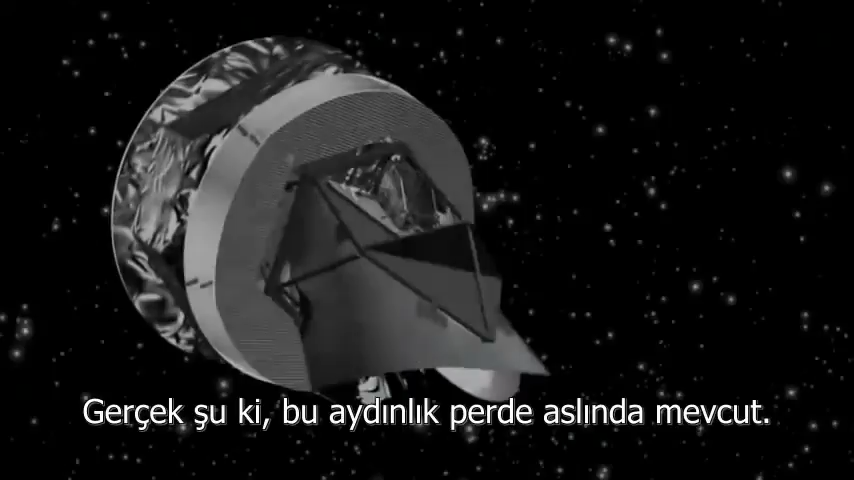 Gerçek şu ki, bu aydınlık perde aslında mevcut.